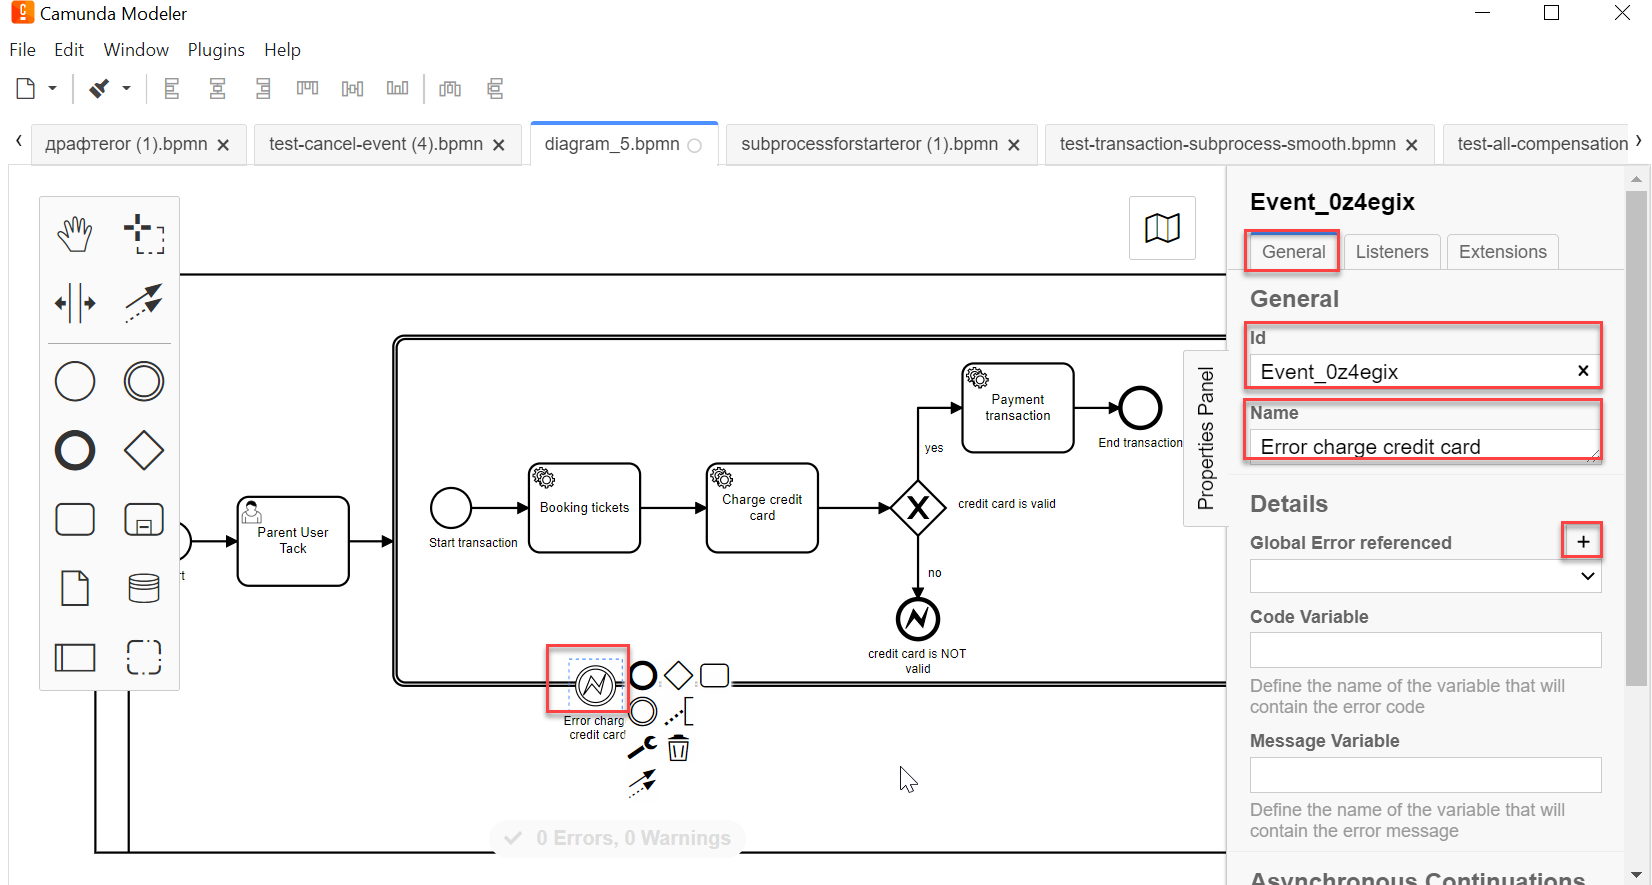 Camunda Modeler
File Edit Window Plugins Help
драфтеror (1).bpmn
test-cancel-event (4).bpmn
diagram_5.bpmn
subprocessforstarteror (1).bpmn
test-transaction-subprocess-smooth.bpmn
test-all-compensation
Parent User
Tack
rt
Start transaction
Booking tickets
Charge credit
card
yes
credit card is valid
no
credit card is NOT
valid
Payment
transaction
End transaction
Error charg
credit card
0 Errors, 0 Warnings
Properties Panel
Event_0z4egix
General
Listeners
Extensions
General
Id
Event_0z4egix
Name
Error charge credit card
Details
Global Error referenced
Code Variable
Define the name of the variable that will
contain the error code
Message Variable
Define the name of the variable that will
contain the error message
Asynchronous Continuations